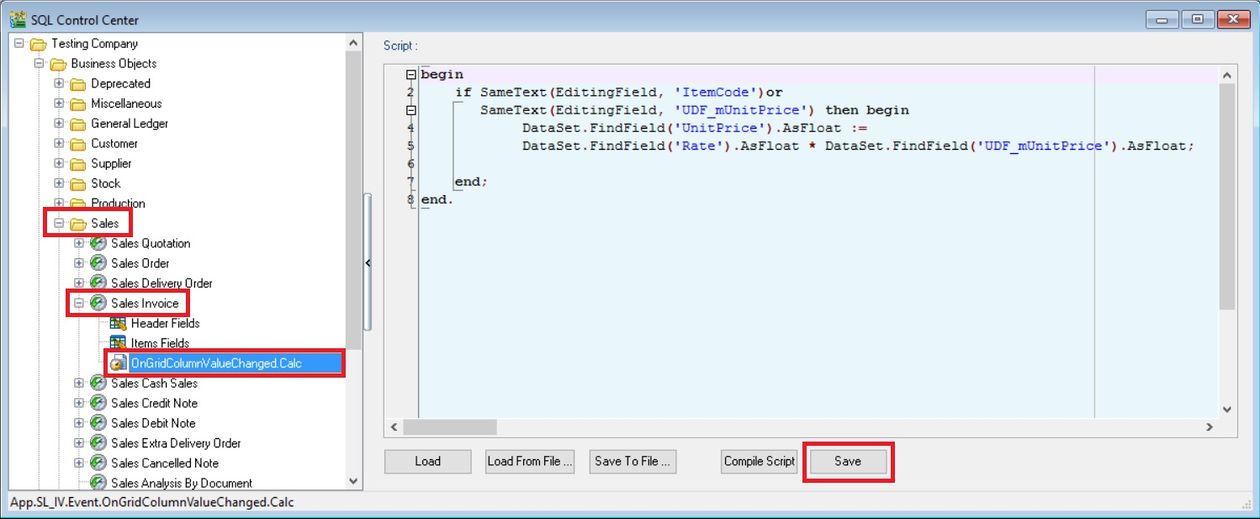 SQL Control Center
Testing Company
Business Objects
Deprecated
Miscellaneous
General Ledger
Customer
Supplier
Stock
Production
Sales
Sales Quotation
Sales Order
Sales Delivery Order
Sales Invoice
Header Fields
Items Fields
OnGridColumnValueChanged.Calc
Sales Cash Sales
Sales Credit Note
Sales Debit Note
Sales Extra Delivery Order
Sales Cancelled Note
Sales Analysis By Document
Script :
begin
2 if SameText(EditingField, 'ItemCode')or
SameText(EditingField, 'UDF_mUnitPrice') then begin
4 DataSet.FindField('UnitPrice').AsFloat :=
5 DataSet.FindField('Rate').AsFloat * DataSet.FindField('UDF_mUnitPrice').AsFloat;
6
7 end;
8 end.
Load
Load From File ...
Save To File ...
Compile Script
Save
App.SL_IV.Event.OnGridColumnValueChanged.Calc